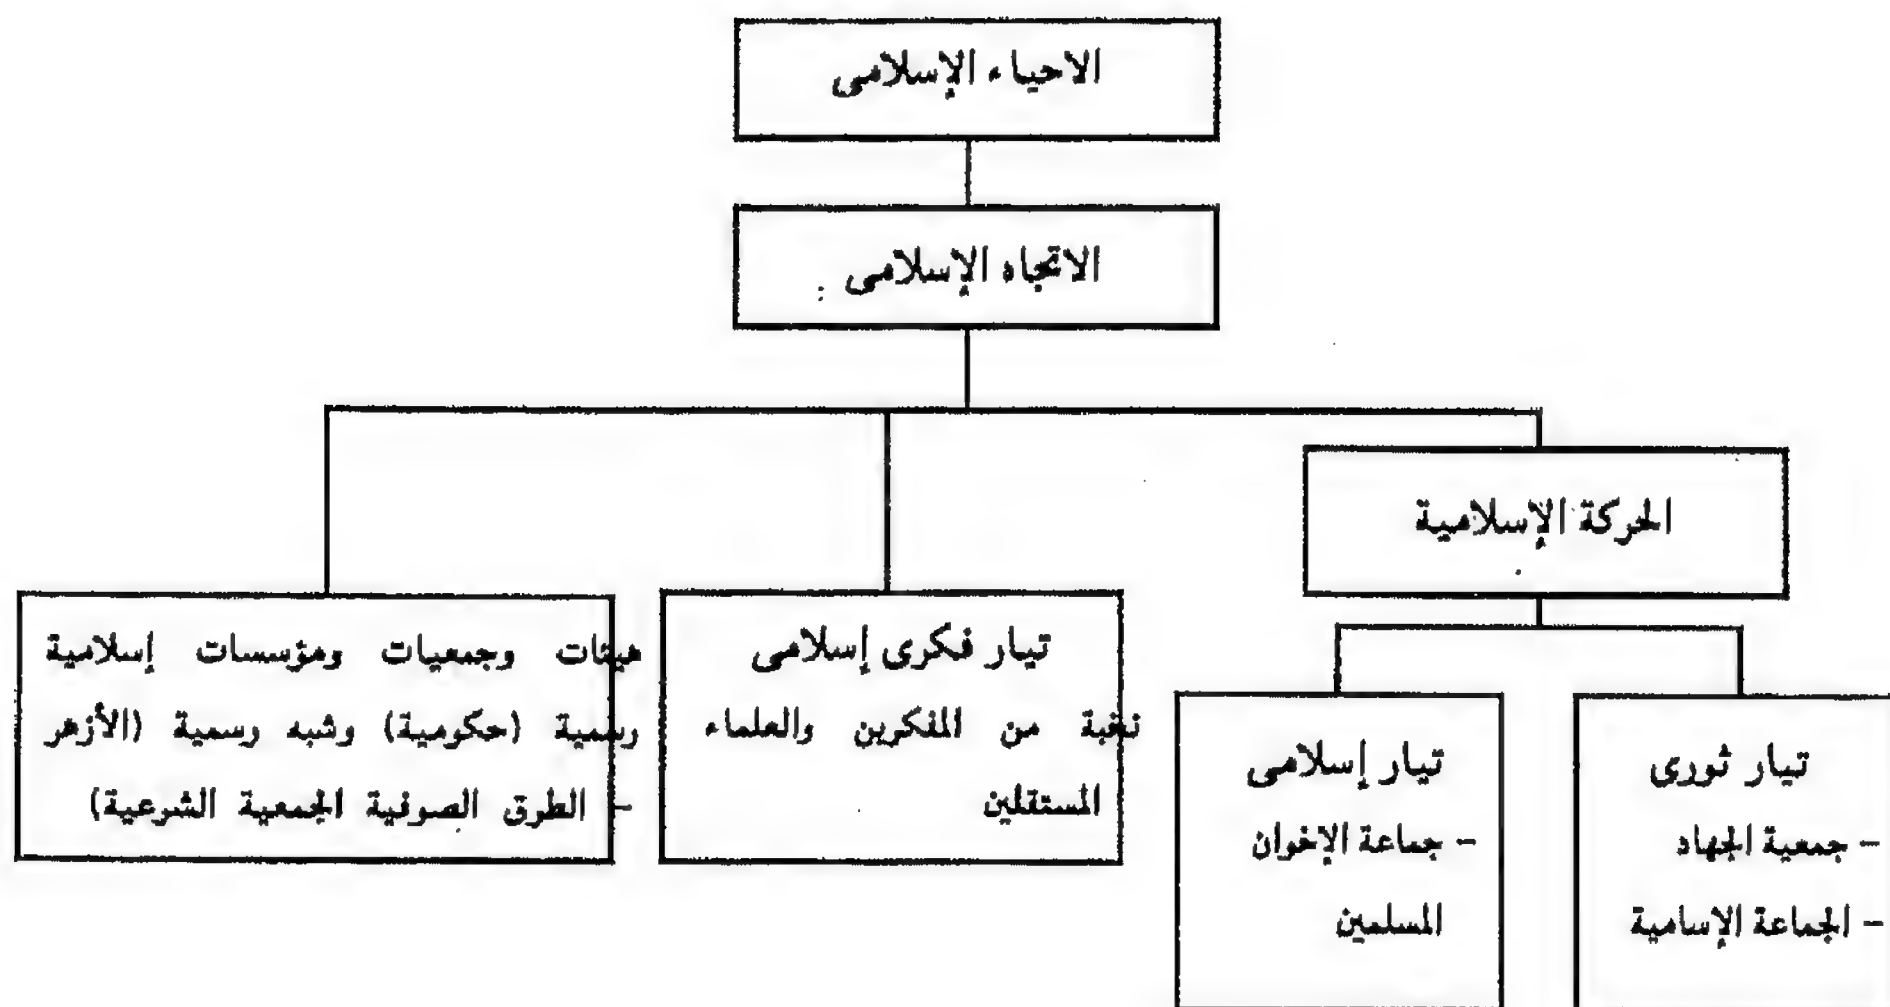 الاحياء الإسلامى
الاتجاه الإسلامى
الحركة الإسلامية
تيار ثورى
- جمعية الجهاد
- الجماعة الإسامية
تيار إسلامى
- جماعة الإخوان
المسلمين
تيار فكرى إسلامى
نخبة من المفكرين والعلماء
المستقلين
هيئات وجمعيات ومؤسسات إسلامية
رسمية (حكومية) وشبه رسمية (الأزهر
- الطرق الصوفية الجمعية الشرعية)